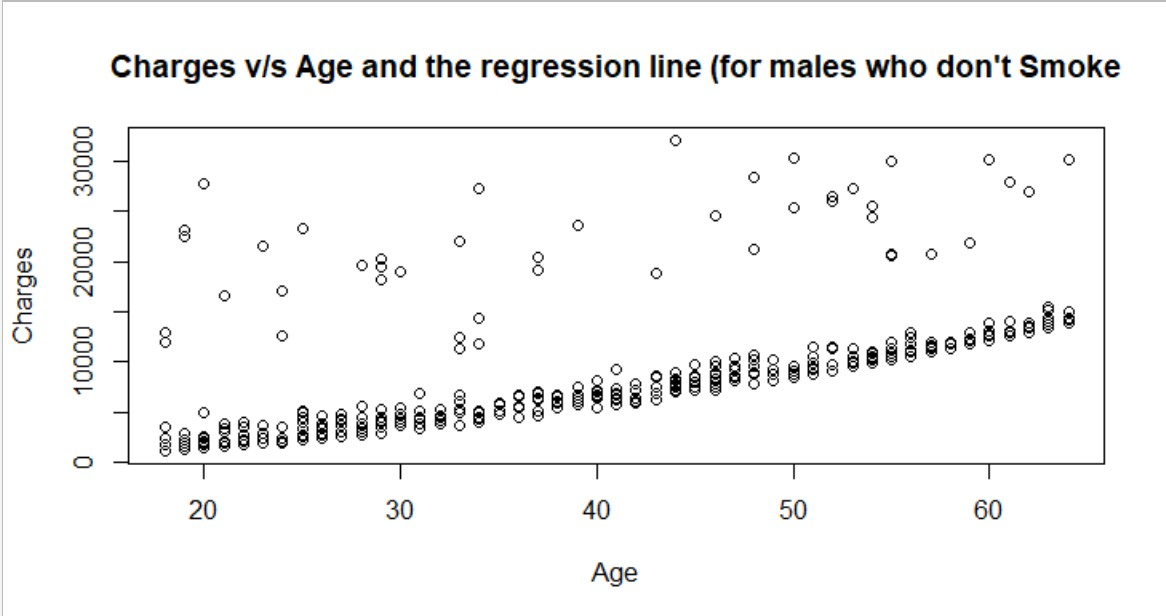 Charges v/s Age and the regression line (for males who don't Smoke
Charges
30000
20000
10000
0
20 30 40 50 60
Age